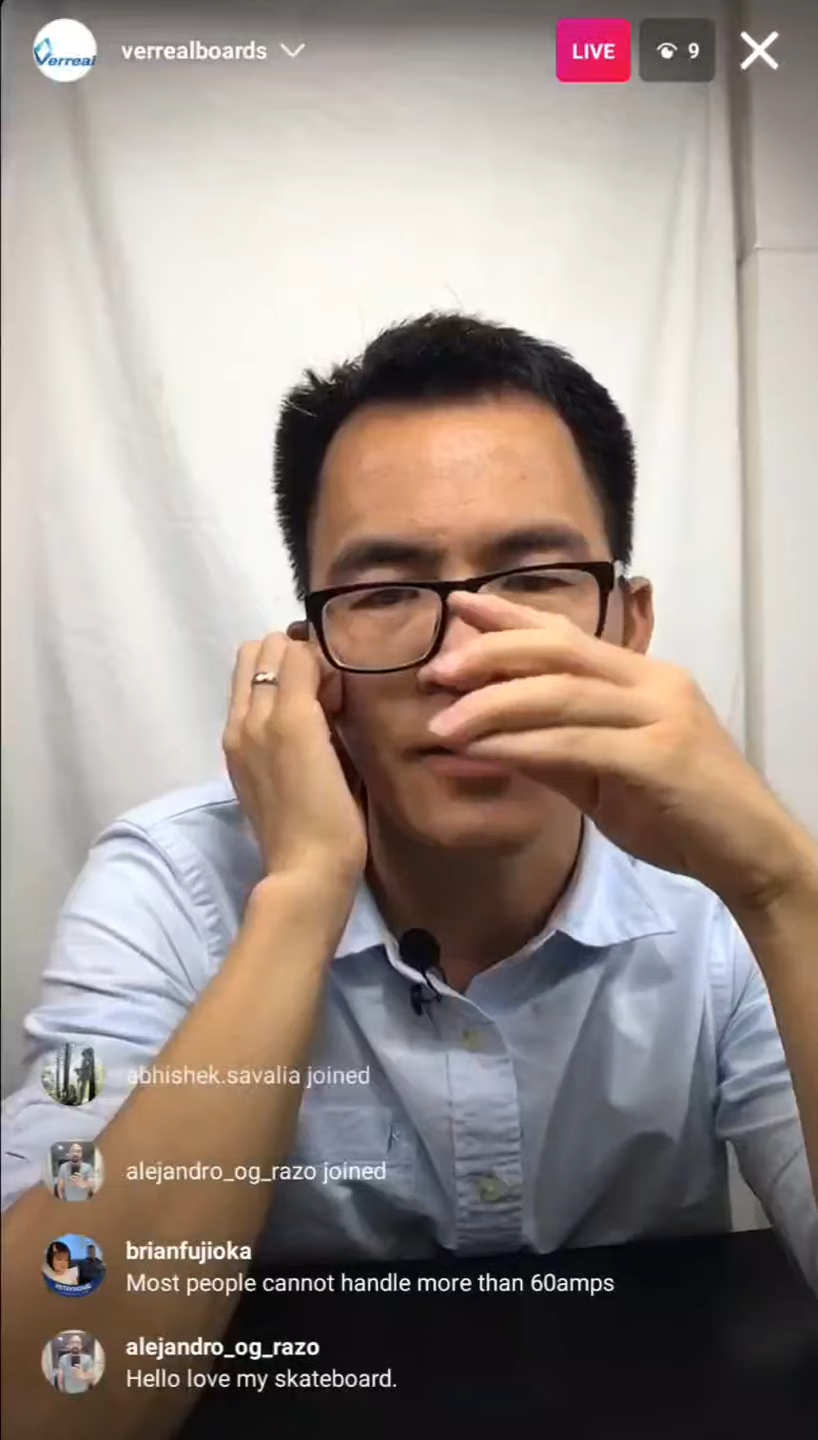 Verreal
verrealboards
LIVE
9
abhishek.savalia joined
alejandro_og_razo joined
brianfujioka
Most people cannot handle more than 60amps
alejandro_og_razo
Hello love my skateboard.